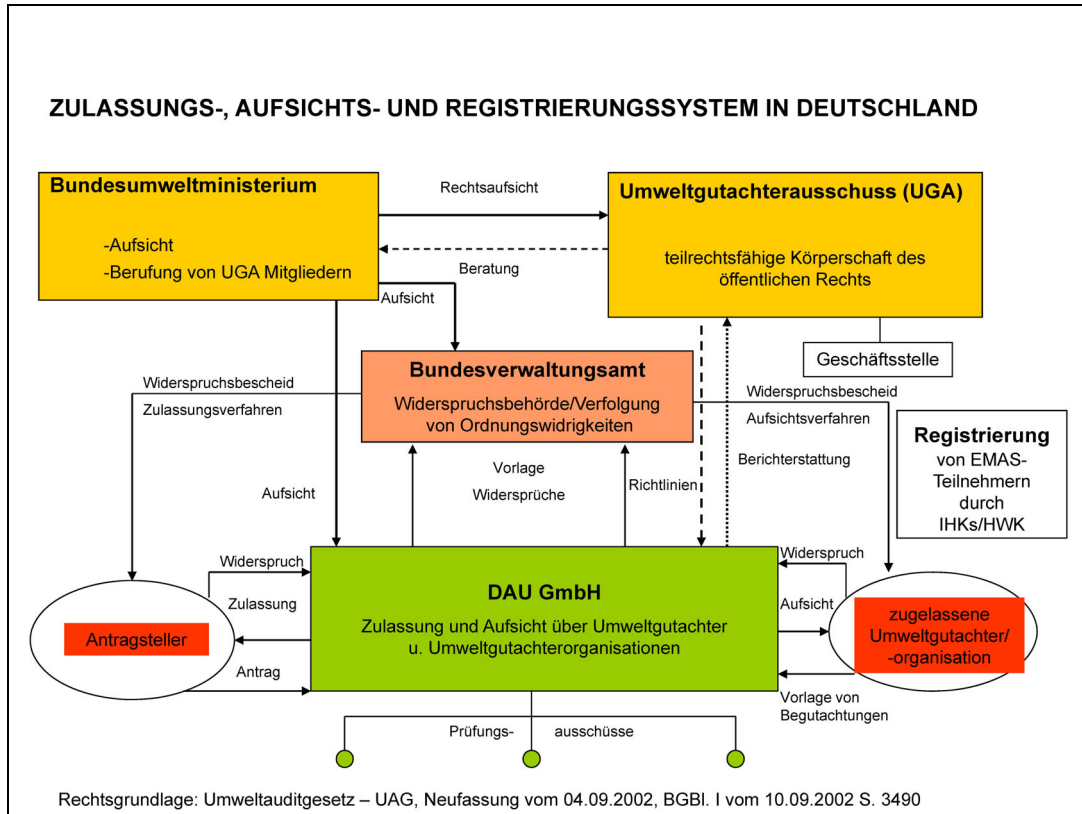 ZULASSUNGS-, AUFSICHTS- UND REGISTRIERUNGSSYSTEM IN DEUTSCHLAND
Bundesumweltministerium
-Aufsicht
-Berufung von UGA Mitgliedern
Rechtsaufsicht
Beratung
Aufsicht
Umweltgutachterausschuss (UGA)
teilrechtsfähige Körperschaft des
öffentlichen Rechts
Geschäftsstelle
Bundesverwaltungsamt
Widerspruchsbehörde/Verfolgung
von Ordnungswidrigkeiten
Widerspruchsbescheid
Zulassungsverfahren
Widerspruchsbescheid
Aufsichtsverfahren
Registrierung
von EMAS-
Teilnehmern
durch
IHKs/HWK
Aufsicht
Vorlage
Widersprüche
Richtlinien
Berichterstattung
Widerspruch
Zulassung
Antrag
Antragsteller
DAU GmbH
Zulassung und Aufsicht über Umweltgutachter
u. Umweltgutachterorganisationen
Widerspruch
Aufsicht
Vorlage von
Begutachtungen
zugelassene
Umweltgutachter/
-organisation
Prüfungs- ausschüsse
Rechtsgrundlage: Umweltauditgesetz – UAG, Neufassung vom 04.09.2002, BGBl. I vom 10.09.2002 S. 3490